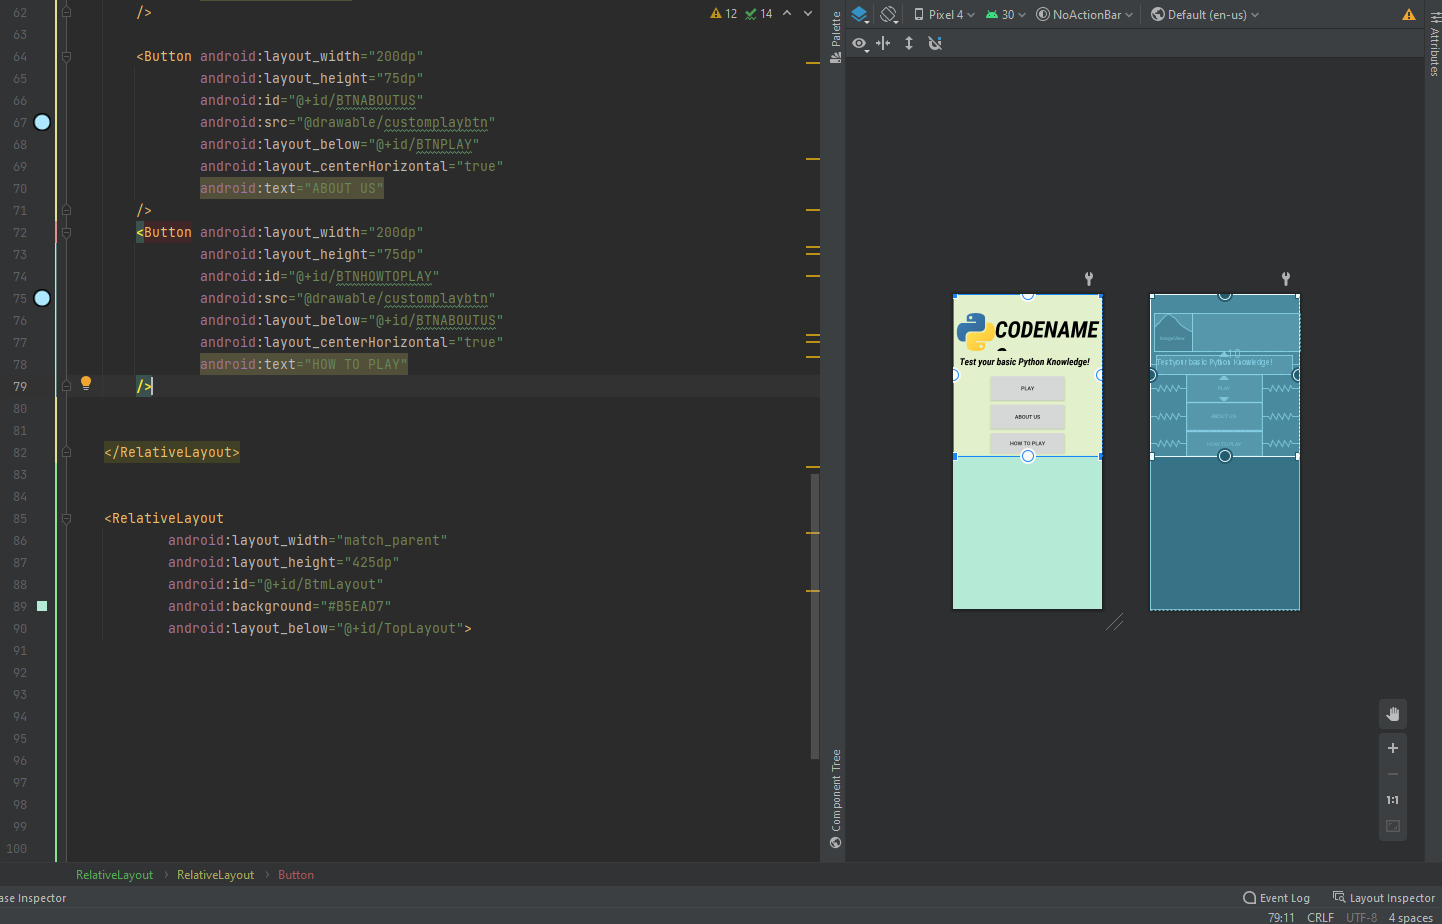 62 />
63
64 <Button android:layout_width="200dp"
65 android:layout_height="75dp"
66 android:id="@+id/BTNABOUTUS"
67 android:src="@drawable/customplaybtn"
68 android:layout_below="@+id/BTNPLAY"
69 android:layout_centerHorizontal="true"
70 android:text="ABOUT US"
71 />
72 <Button android:layout_width="200dp"
73 android:layout_height="75dp"
74 android:id="@+id/BTNHOWTOPLAY"
75 android:src="@drawable/customplaybtn"
76 android:layout_below="@+id/BTNABOUTUS"
77 android:layout_centerHorizontal="true"
78 android:text="HOW TO PLAY"
79 />
80
81
82 </RelativeLayout>
83
84
85 <RelativeLayout
86 android:layout_width="match_parent"
87 android:layout_height="425dp"
88 android:id="@+id/BtmLayout"
89 android:background="#B5EAD7"
90 android:layout_below="@+id/TopLayout">
91
92
93
94
95
96
97
98
99
100
12 14
Palette
Component Tree
Pixel 4 30 NoActionBar Default (en-us)
Attributes
CODENAME
Test your basic Python Knowledge!
PLAY
ABOUT US
HOW TO PLAY
ImageView
Test your basic Python Knowledge!
PLAY
ABOUT US
HOW TO PLAY
1:1
RelativeLayout RelativeLayout Button
ase Inspector
Event Log Layout Inspector
79:11 CRLF UTF-8 4 spaces